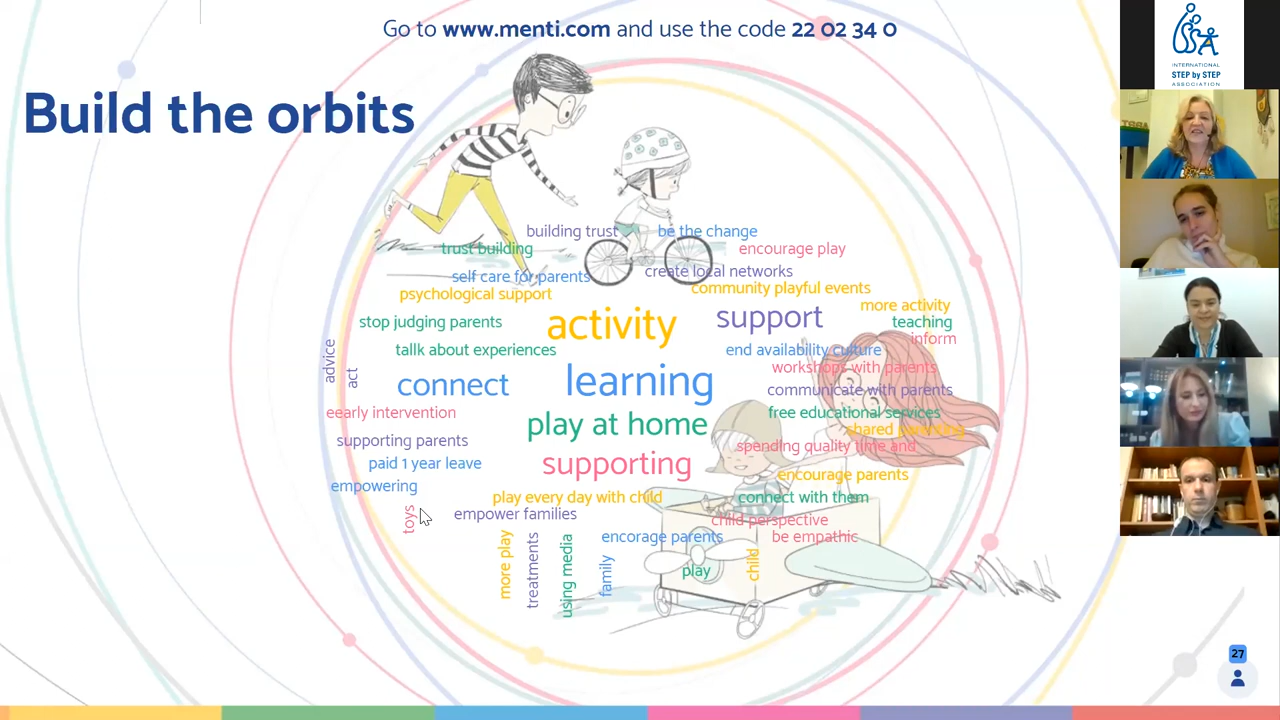 Go to www.menti.com and use the code 22 02 34 0
Build the orbits
building trust
be the change
trust building
encourage play
self care for parents
create local networks
psychological support
community playful events
more activity
stop judging parents
activity
support
teaching
inform
tallk about experiences
end availability culture
workshops with parents
advice
act
connect
learning
communicate with parents
eearly intervention
play at home
free educational services
shared parenting
supporting parents
spending quality time and
paid 1 year leave
supporting
encourage parents
empowering
play every day with child
connect with them
toys
empower families
child perspective
encorage parents
be empathic
more play
treatments
using media
family
play
child
INTERNATIONAL
STEP by STEP
ASSOCIATION
27